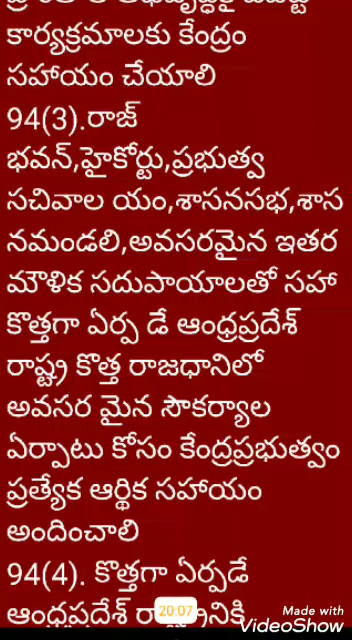 కార్యక్రమాలకు కేంద్రం
సహాయం చేయాలి
94(3).రాజ్
భవన్,హైకోర్టు,ప్రభుత్వ
సచివాల యం,శాసనసభ,శాస
నమండలి,అవసరమైన ఇతర
మౌళిక సదుపాయాలతో సహా
కొత్తగా ఏర్ప డే ఆంధ్రప్రదేశ్
రాష్ట్ర కొత్త రాజధానిలో
అవసర మైన సౌకర్యాల
ఏర్పాటు కోసం కేంద్రప్రభుత్వం
ప్రత్యేక ఆర్థిక సహాయం
అందించాలి
94(4). కొత్తగా ఏర్పడే
ఆంధ్రప్రదేశ్
20:07
Made with
VideoShow